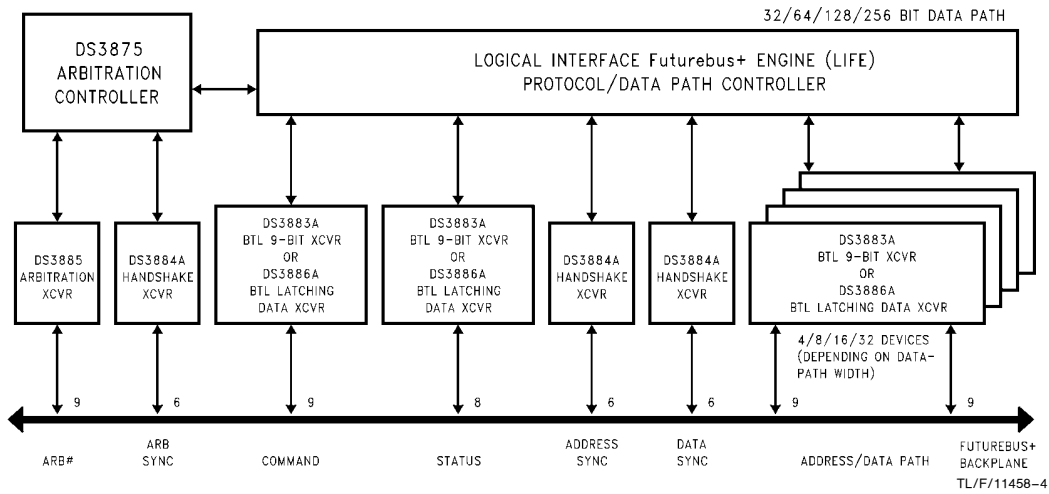 32/64/128/256 BIT DATA PATH
DS3875
ARBITRATION
CONTROLLER
LOGICAL INTERFACE Futurebus+ ENGINE (LIFE)
PROTOCOL/DATA PATH CONTROLLER
DS3885
ARBITRATION
XCVR
DS3884A
HANDSHAKE
XCVR
DS3883A
BTL 9-BIT XCVR
OR
DS3886A
BTL LATCHING
DATA XCVR
DS3883A
BTL 9-BIT XCVR
OR
DS3886A
BTL LATCHING
DATA XCVR
DS3884A
HANDSHAKE
XCVR
DS3884A
HANDSHAKE
XCVR
DS3883A
BTL 9-BIT XCVR
OR
DS3886A
BTL LATCHING DATA XCVR
4/8/16/32 DEVICES
(DEPENDING ON DATA-
PATH WIDTH)
9
6
9
8
6
6
9
9
ARB#
ARB
SYNC
COMMAND
STATUS
ADDRESS
SYNC
DATA
SYNC
ADDRESS/DATA PATH
FUTUREBUS+
BACKPLANE
TL/F/11458-4